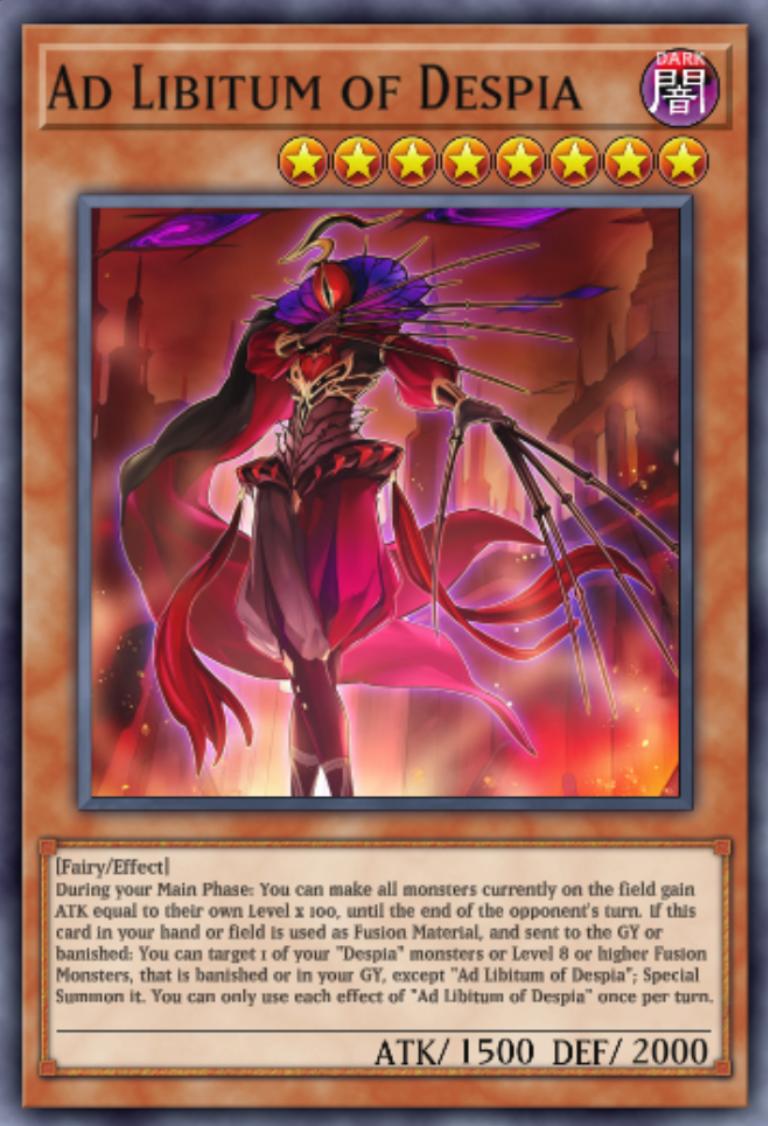 Ad Libitum of Despia
DARK
闇
[Fairy/Effect]
During your Main Phase: You can make all monsters currently on the field gain
ATK equal to their own Level x 100, until the end of the opponent's turn. If this
card in your hand or field is used as Fusion Material, and sent to the GY or
banished: You can target 1 of your "Despia" monsters or Level 8 or higher Fusion
Monsters, that is banished or in your GY, except "Ad Libitum of Despia"; Special
Summon it. You can only use each effect of "Ad Libitum of Despia" once per turn.
ATK/ 1500 DEF/ 2000